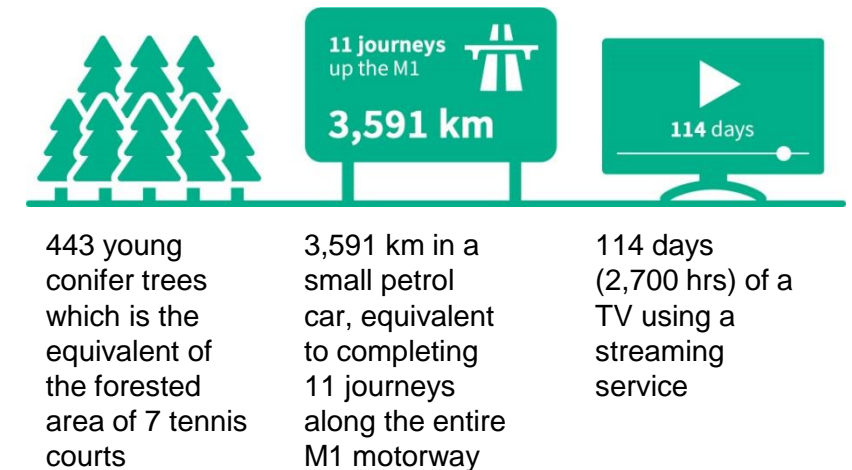 11 journeys
up the M1
3,591 km
114 days
443 young
conifer trees
which is the
equivalent of
the forested
area of 7 tennis
courts
3,591 km in a
small petrol
car, equivalent
to completing
11 journeys
along the entire
M1 motorway
114 days
(2,700 hrs) of a
TV using a
streaming
service